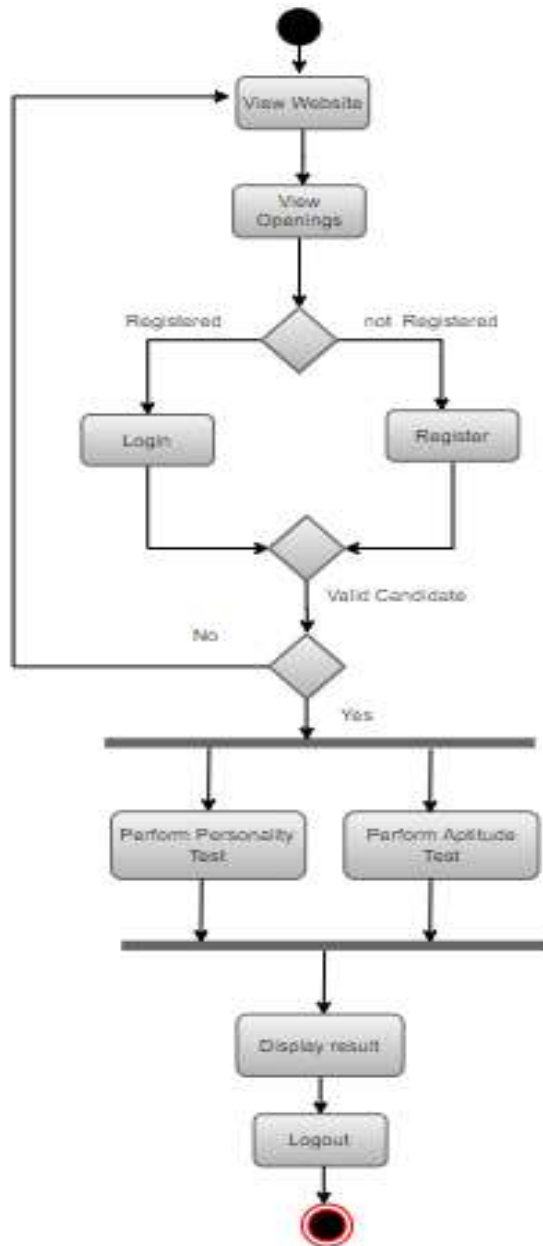 View Website
View
Openings
Registered
not Registered
Login
Register
Valid Candidate
No
Yes
Perform Personality
Test
Perform Aptitude
Test
Display result
Logout